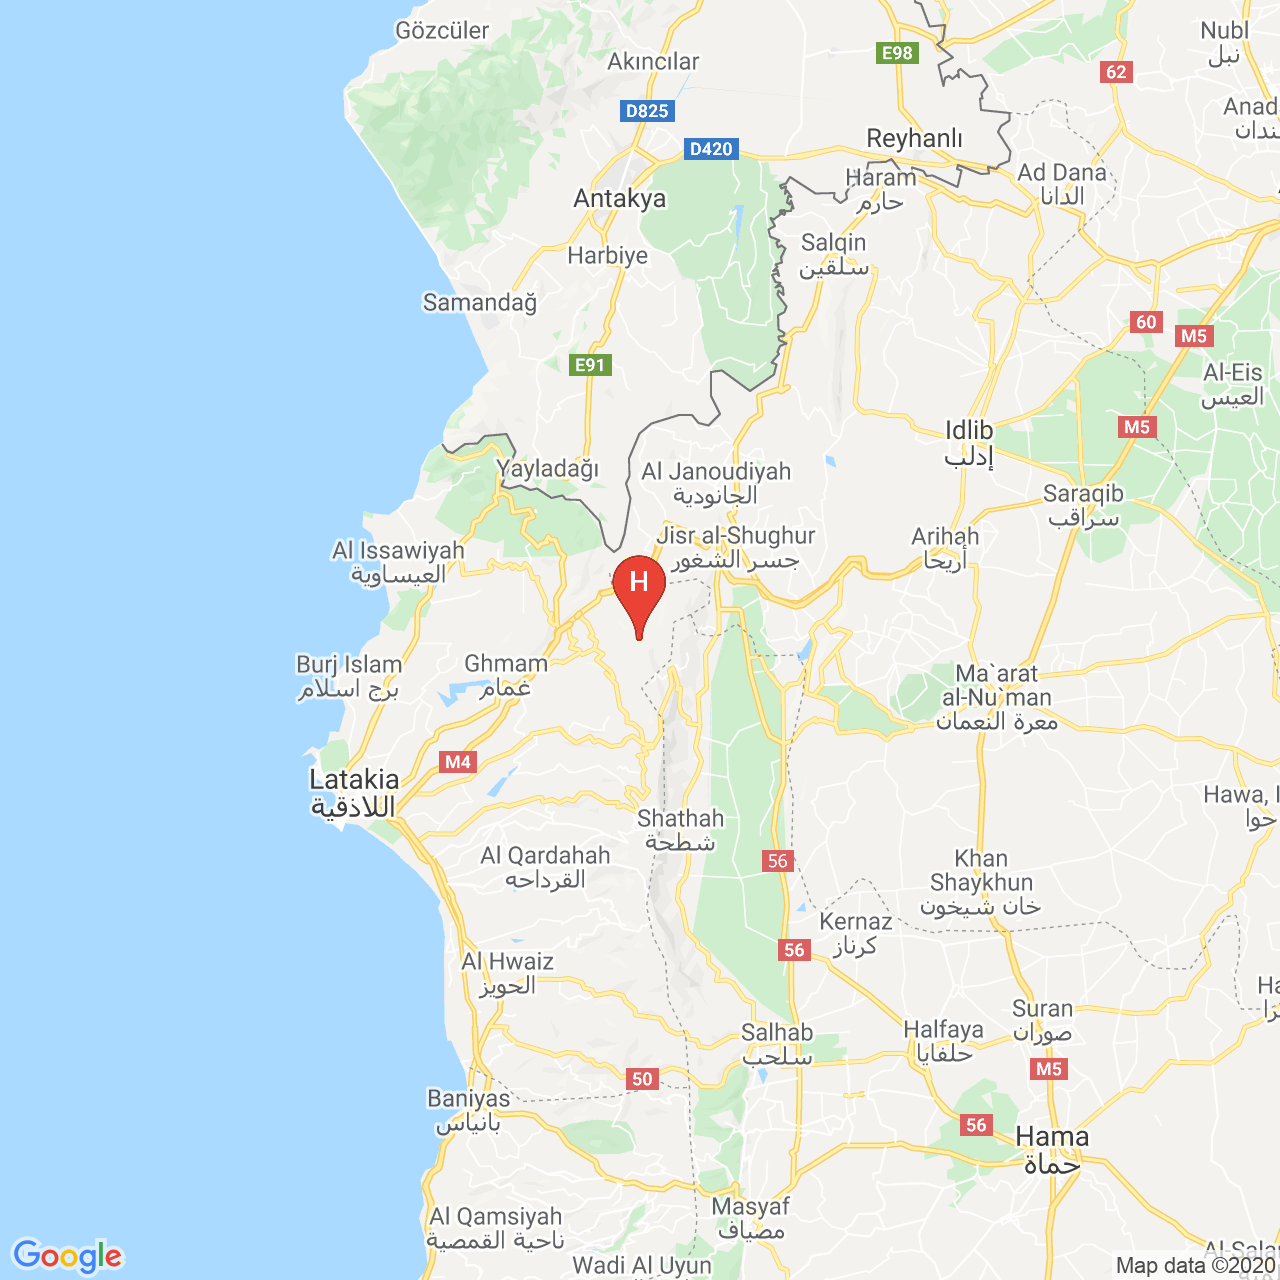 Gözcüler
Akıncılar
E98
Nubl
نبل
62
D825
Reyhanlı
D420
Haram
حارم
Ad Dana
الدانا
Antakya
Salqin
سلقين
Harbiye
Samandağ
60
M5
E91
Al-Eis
العيس
M5
Idlib
إدلب
Yayladağı
Al Janoudiyah
الجانودية
Saraqib
سراقب
Jisr al-Shughur
جسر الشغور
Arihah
أريحا
Al Issawiyah
العيساوية
H
Burj Islam
برج اسلام
Ghmam
غمام
Ma`arat
al-Nu`man
معرة النعمان
M4
Latakia
اللاذقية
Hawa,
حوا
Shathah
شطحة
Al Qardahah
القرداحه
56
Khan
Shaykhun
خان شيخون
Kernaz
كرناز
56
Al Hwaiz
الحويز
Suran
صوران
Salhab
سلحب
Halfaya
حلفايا
50
M5
Baniyas
بانياس
56
Hama
حماة
Masyaf
مصياف
Al Qamsiyah
ناحية القمصية
Wadi Al Uyun
Google
Map data ©2020